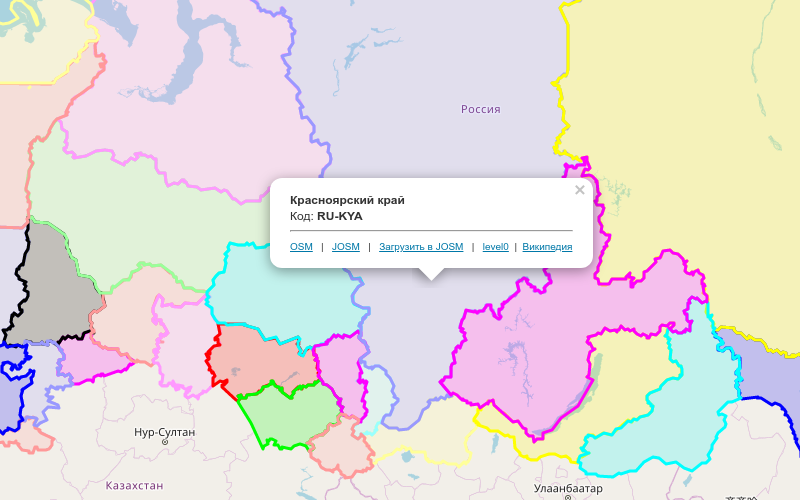 Россия
Красноярский край
Код: RU-KYA
OSM | JOSM | Загрузить в JOSM | level0 | Википедия
Нур-Султан
Казахстан
Улаанбаатар